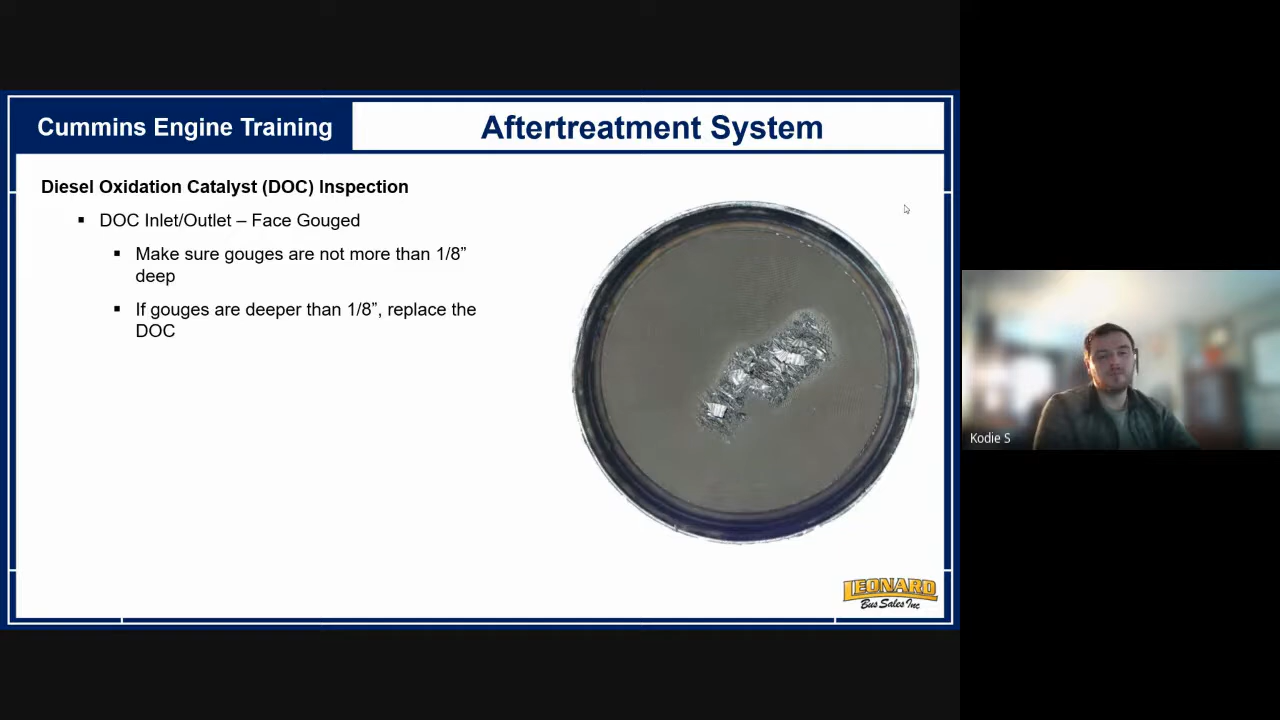 Cummins Engine Training
Aftertreatment System
Diesel Oxidation Catalyst (DOC) Inspection
▪ DOC Inlet/Outlet – Face Gouged
▪ Make sure gouges are not more than 1/8”
deep
▪ If gouges are deeper than 1/8”, replace the
DOC
LEONARD
Bus Sales Inc
Kodie S